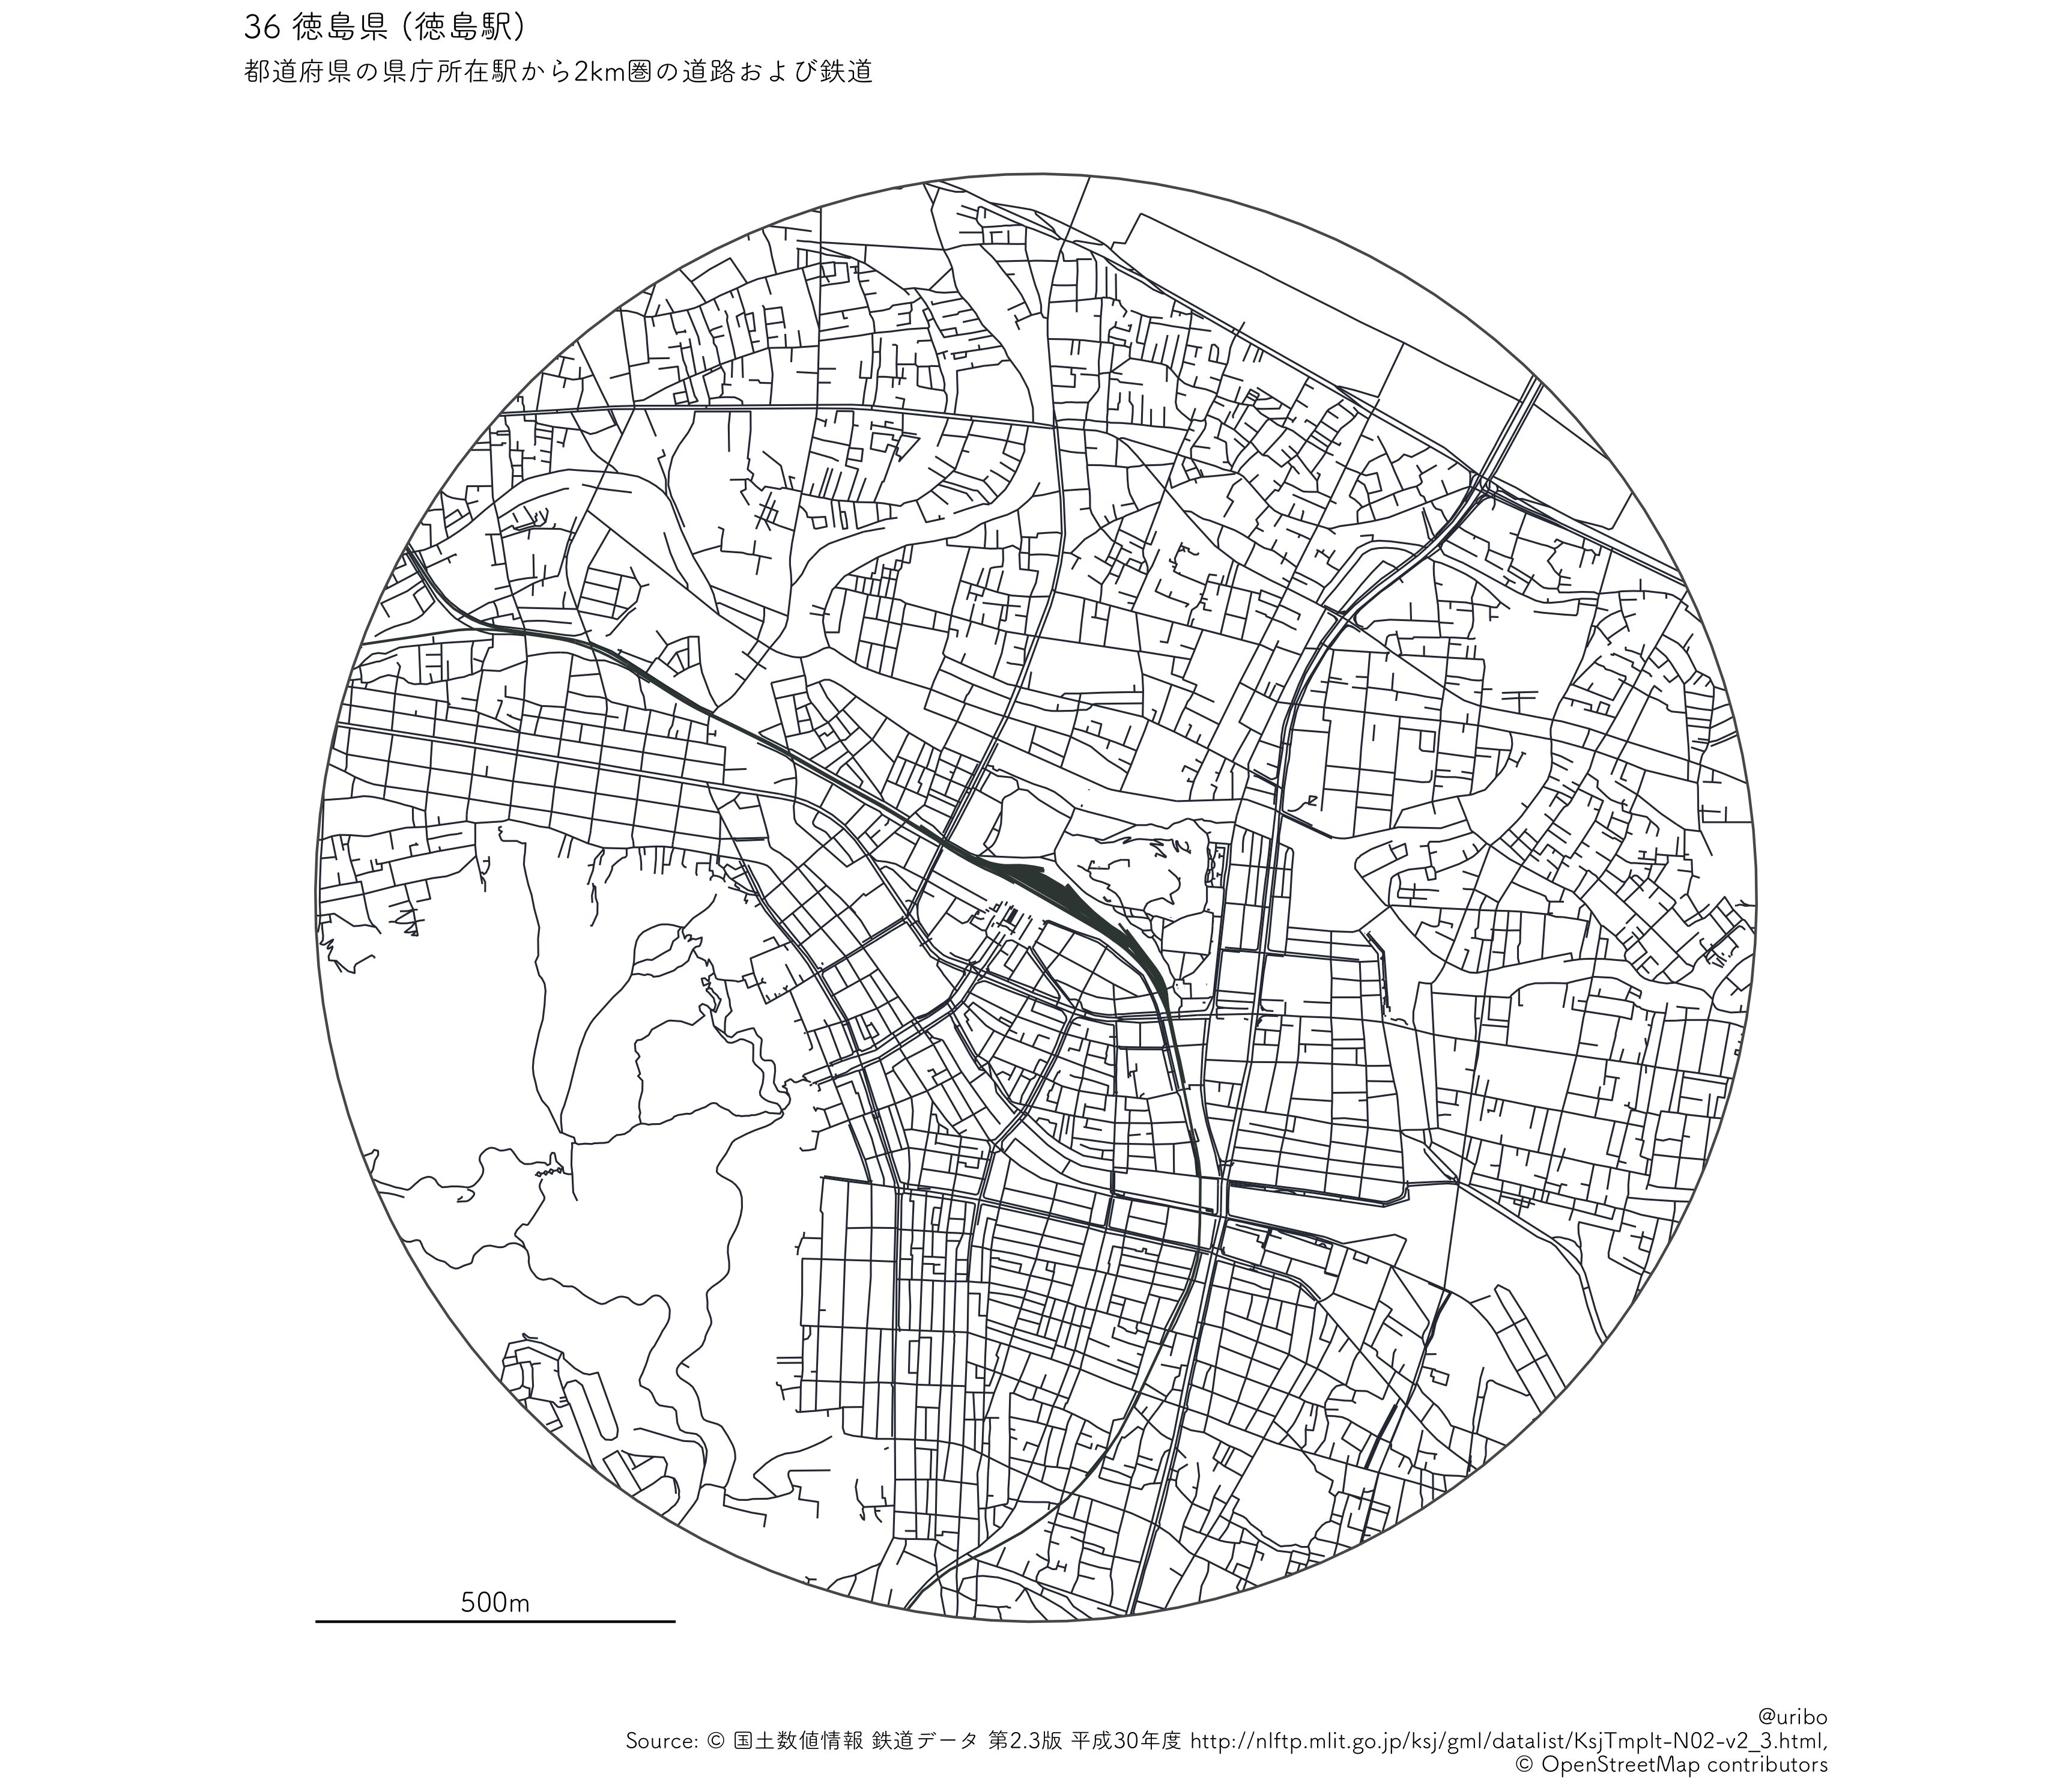 36 徳島県 (徳島駅)
都道府県の県庁所在駅から2km圏の道路および鉄道
500m
@uribo
Source: © 国土数値情報 鉄道データ 第2.3版 平成30年度 http://nlftp.mlit.go.jp/ksj/gml/datalist/KsjTmplt-N02-v2_3.html,
© OpenStreetMap contributors